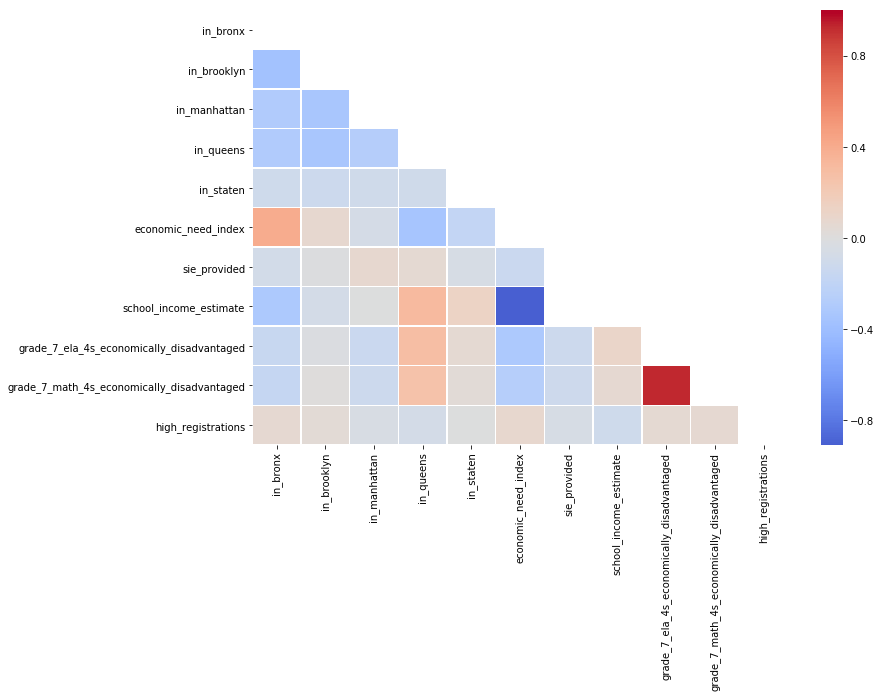 in_bronx
in_brooklyn
in_manhattan
in_queens
in_staten
economic_need_index
sie_provided
school_income_estimate
grade_7_ela_4s_economically_disadvantaged
grade_7_math_4s_economically_disadvantaged
high_registrations
in_bronx
in_brooklyn
in_manhattan
in_queens
in_staten
economic_need_index
sie_provided
school_income_estimate
grade_7_ela_4s_economically_disadvantaged
grade_7_math_4s_economically_disadvantaged
high_registrations
0.8
0.4
0.0
−0.4
−0.8